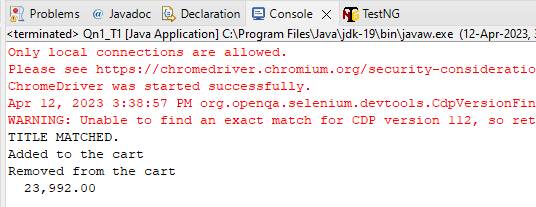 Problems @ Javadoc Declaration Console × TestNG
<terminated> Qn1_T1 [Java Application] C:\Program Files\Java\jdk-19\bin\javaw.exe (12-Apr-2023, 3
Only local connections are allowed.
Please see https://chromedriver.chromium.org/security-consideratio
ChromeDriver was started successfully.
Apr 12, 2023 3:38:57 PM org.openqa.selenium.devtools.CdpVersionFin
WARNING: Unable to find an exact match for CDP version 112, so ret
TITLE MATCHED.
Added to the cart
Removed from the cart
23,992.00